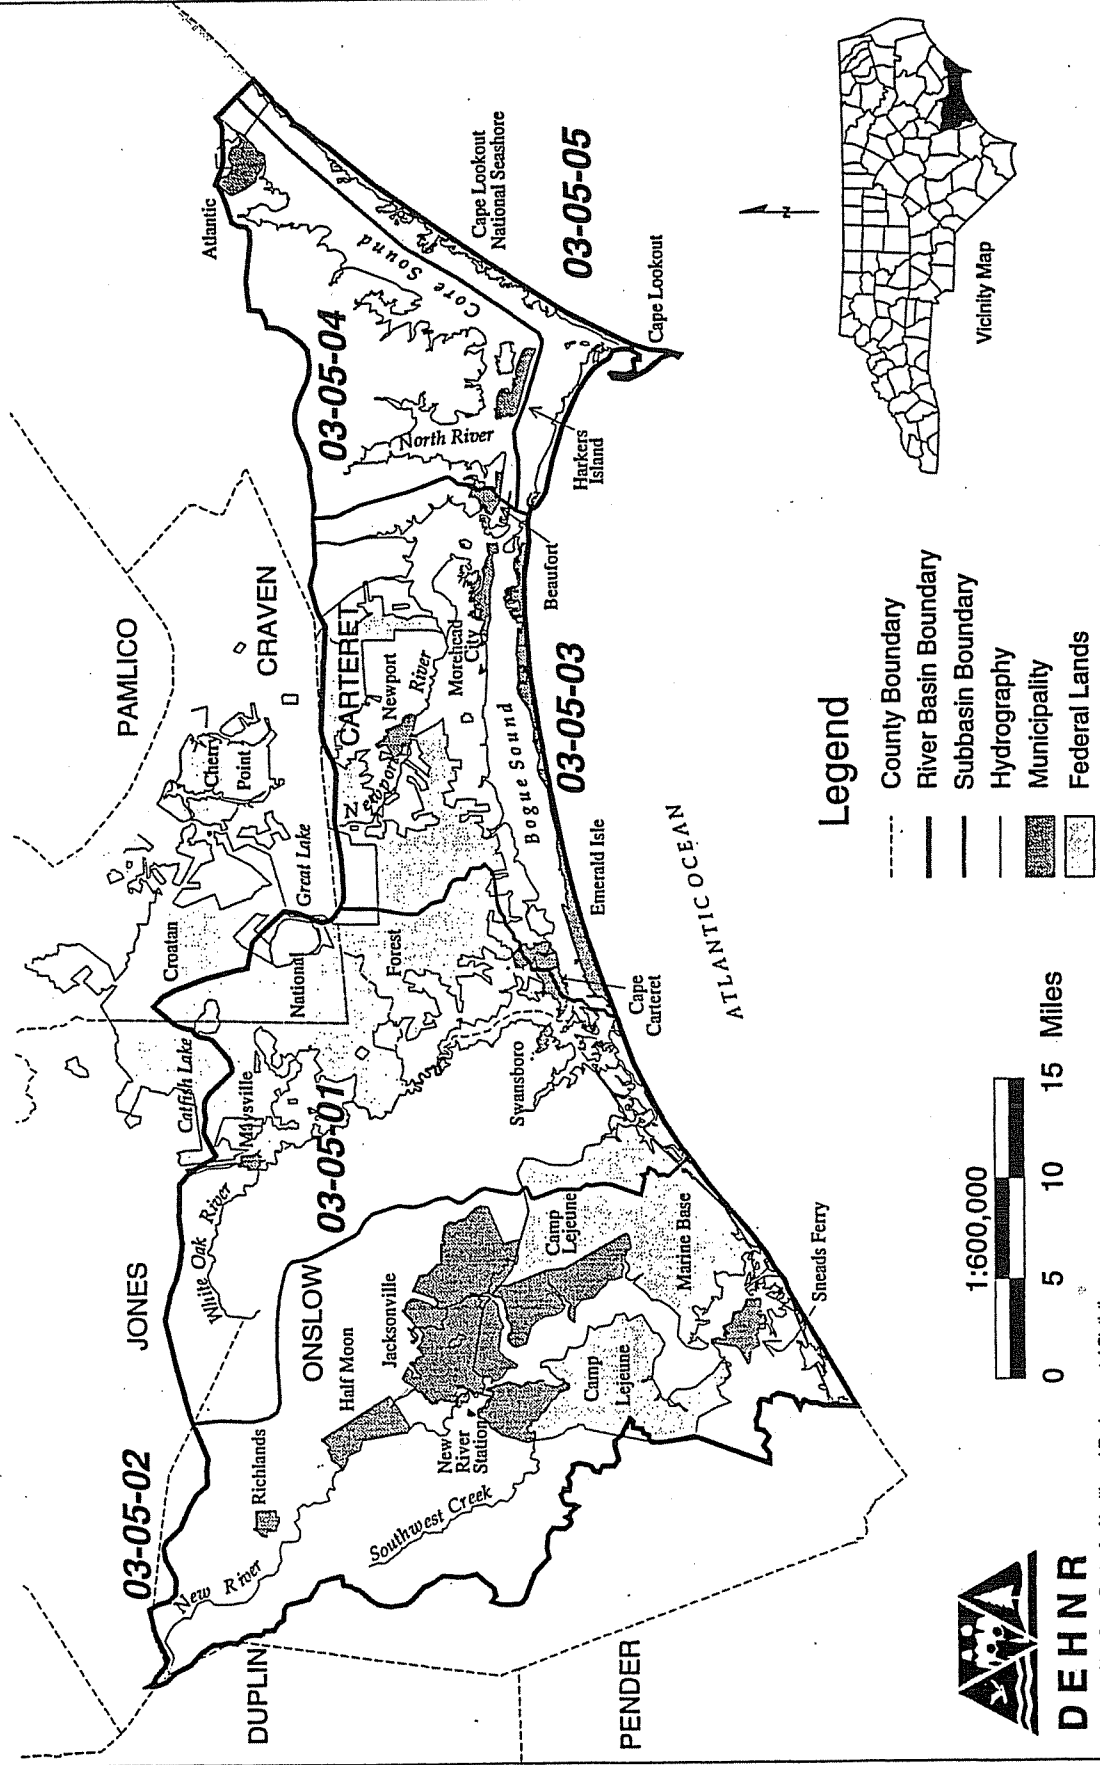 PAMLICO
CRAVEN
JONES
CARTERET
ONSLOW
DUPLIN
PENDER
03-05-01
03-05-02
03-05-03
03-05-04
03-05-05
Atlantic
Core Sound
Cape Lookout
National Seashore
Cape Lookout
North River
Harkers
Island
Beaufort
Morehead
City
Newport
Newport River
Bogue Sound
Emerald Isle
Cape
Carteret
Swansboro
Cherry
Point
Great Lake
Croatan
National
Forest
Catfish Lake
Maysville
White Oak River
Half Moon
Jacksonville
Camp
Lejeune
Marine Base
Camp
Lejeune
Sneads Ferry
New
River
Station
Richlands
New River
Southwest Creek
ATLANTIC OCEAN
N
Vicinity Map
Legend
County Boundary
River Basin Boundary
Subbasin Boundary
Hydrography
Municipality
Federal Lands
1:600,000
0 5 10 15 Miles
DEHNR